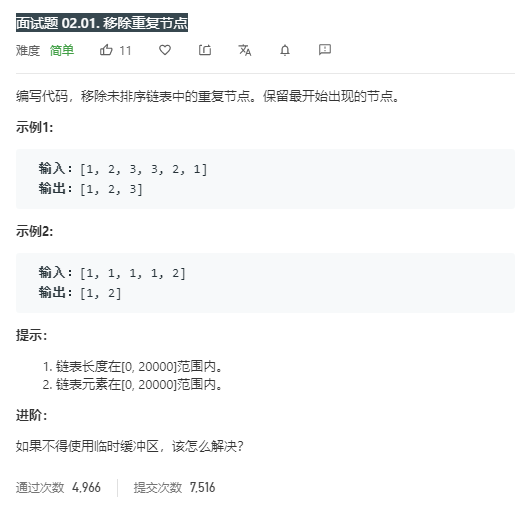 面试题 02.01. 移除重复节点
难度 简单 11
编写代码，移除未排序链表中的重复节点。保留最开始出现的节点。
示例1:
输入：[1, 2, 3, 3, 2, 1]
输出：[1, 2, 3]
示例2:
输入：[1, 1, 1, 1, 2]
输出：[1, 2]
提示：
1. 链表长度在[0, 20000]范围内。
2. 链表元素在[0, 20000]范围内。
进阶：
如果不得使用临时缓冲区，该怎么解决？
通过次数 4,966 提交次数 7,516